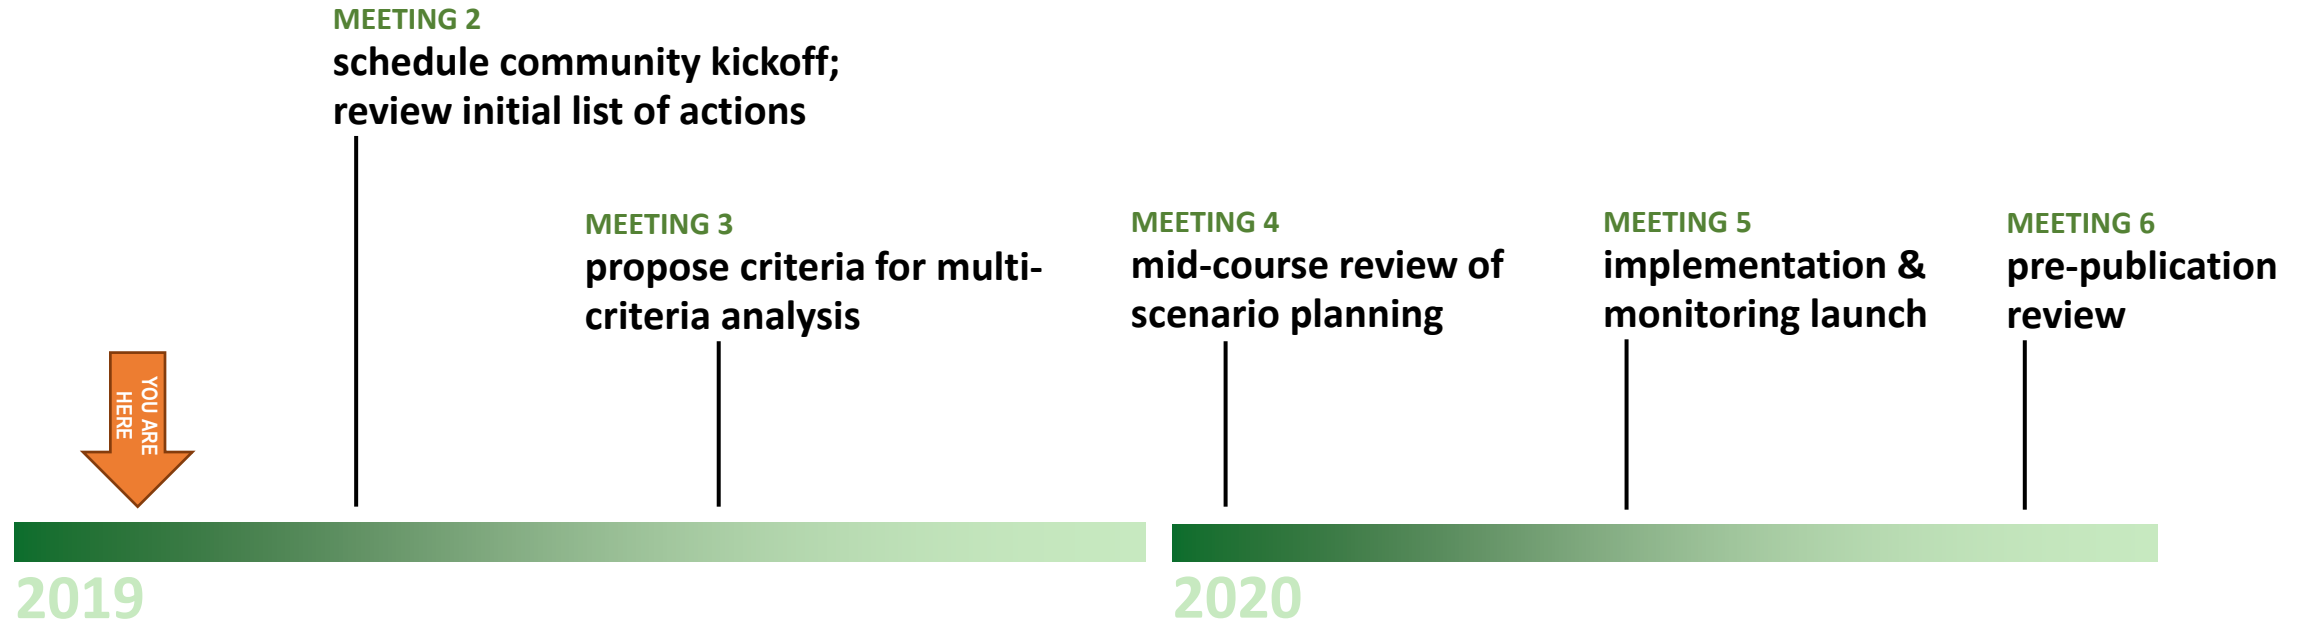 MEETING 2
schedule community kickoff;
review initial list of actions
MEETING 3
propose criteria for multi-
criteria analysis
MEETING 4
mid-course review of
scenario planning
MEETING 5
implementation &
monitoring launch
MEETING 6
pre-publication
review
YOU ARE
HERE
2019
2020